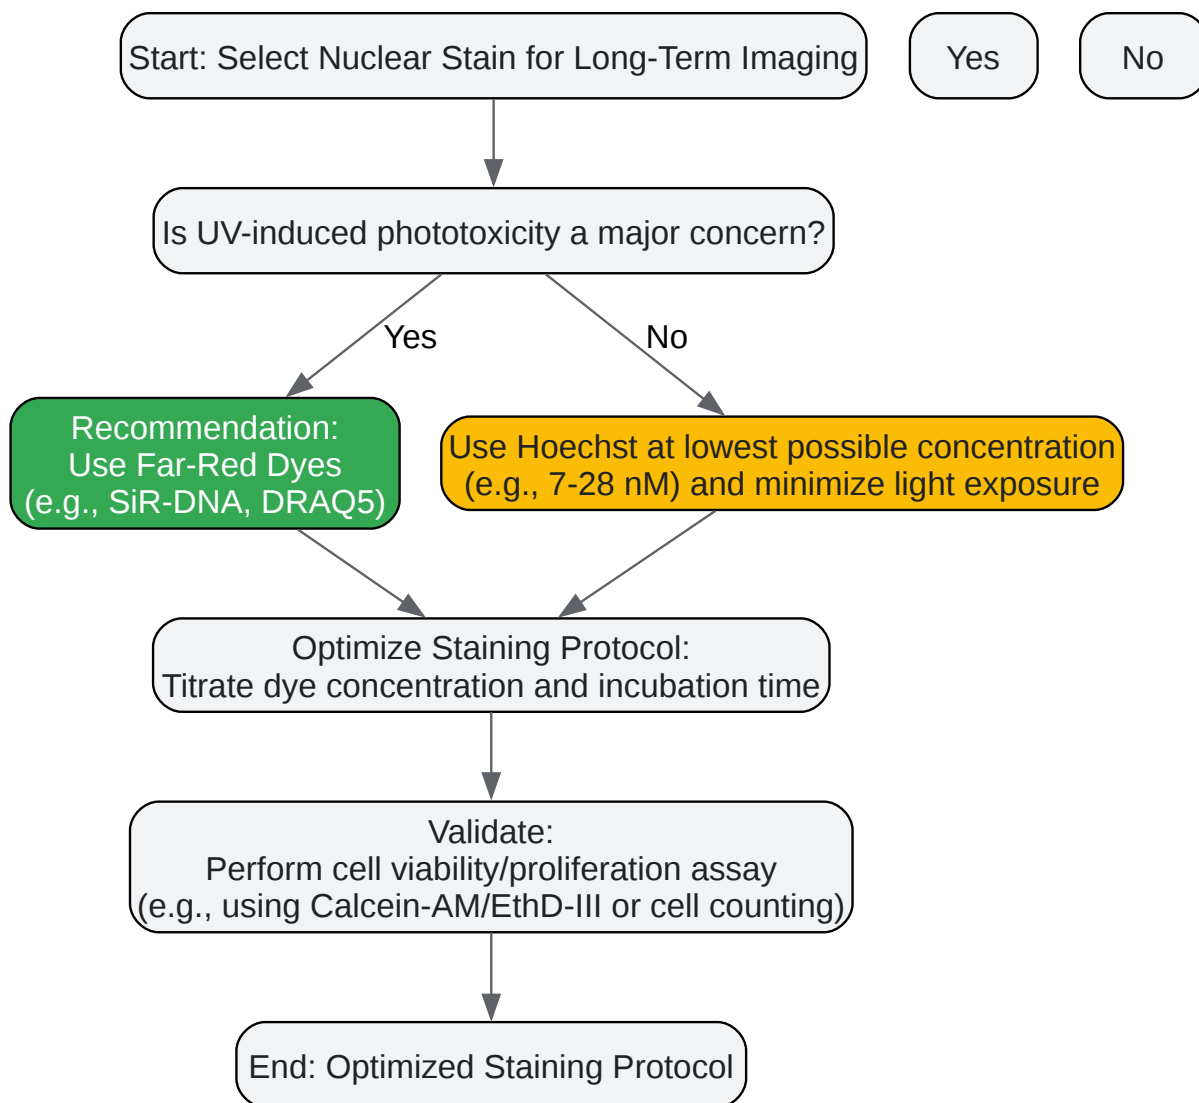 Start: Select Nuclear Stain for Long-Term Imaging
Yes
No
Is UV-induced phototoxicity a major concern?
Yes
No
Recommendation:
Use Far-Red Dyes
(e.g., SiR-DNA, DRAQ5)
Use Hoechst at lowest possible concentration
(e.g., 7-28 nM) and minimize light exposure
Optimize Staining Protocol:
Titrate dye concentration and incubation time
Validate:
Perform cell viability/proliferation assay
(e.g., using Calcein-AM/EthD-III or cell counting)
End: Optimized Staining Protocol